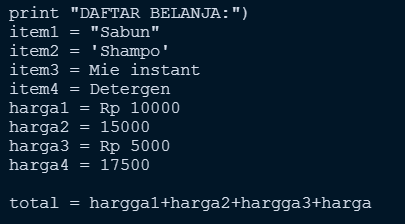 print "DAFTAR BELANJA:")
item1 = "Sabun"
item2 = 'Shampo'
item3 = Mie instant
item4 = Detergen
harga1 = Rp 10000
harga2 = 15000
harga3 = Rp 5000
harga4 = 17500
total = hargga1+harga2+hargga3+harga